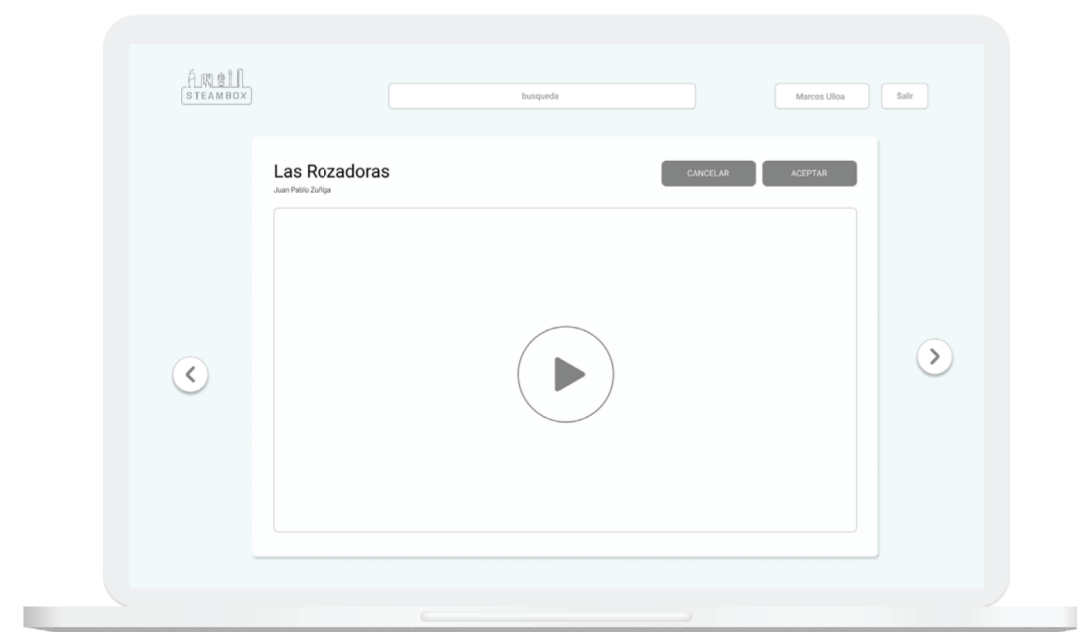 STEAMBOX
busqueda
Marcos Ulloa
Salir
Las Rozadoras
CANCELAR
ACEPTAR
Juan Pablo Zuñiga